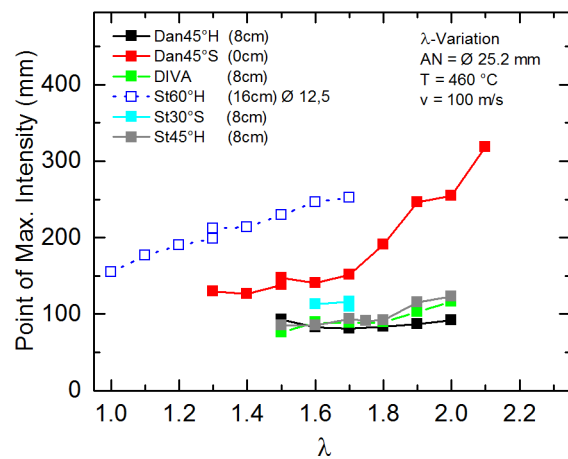 Point of Max. Intensity (mm)
400
300
200
100
0
Dan45°H (8cm)
Dan45°S (0cm)
DIVA (8cm)
St60°H (16cm) Ø 12,5
St30°S (8cm)
St45°H (8cm)
λ-Variation
AN = Ø 25.2 mm
T = 460 °C
v = 100 m/s
1.0 1.2 1.4 1.6 1.8 2.0 2.2
λ